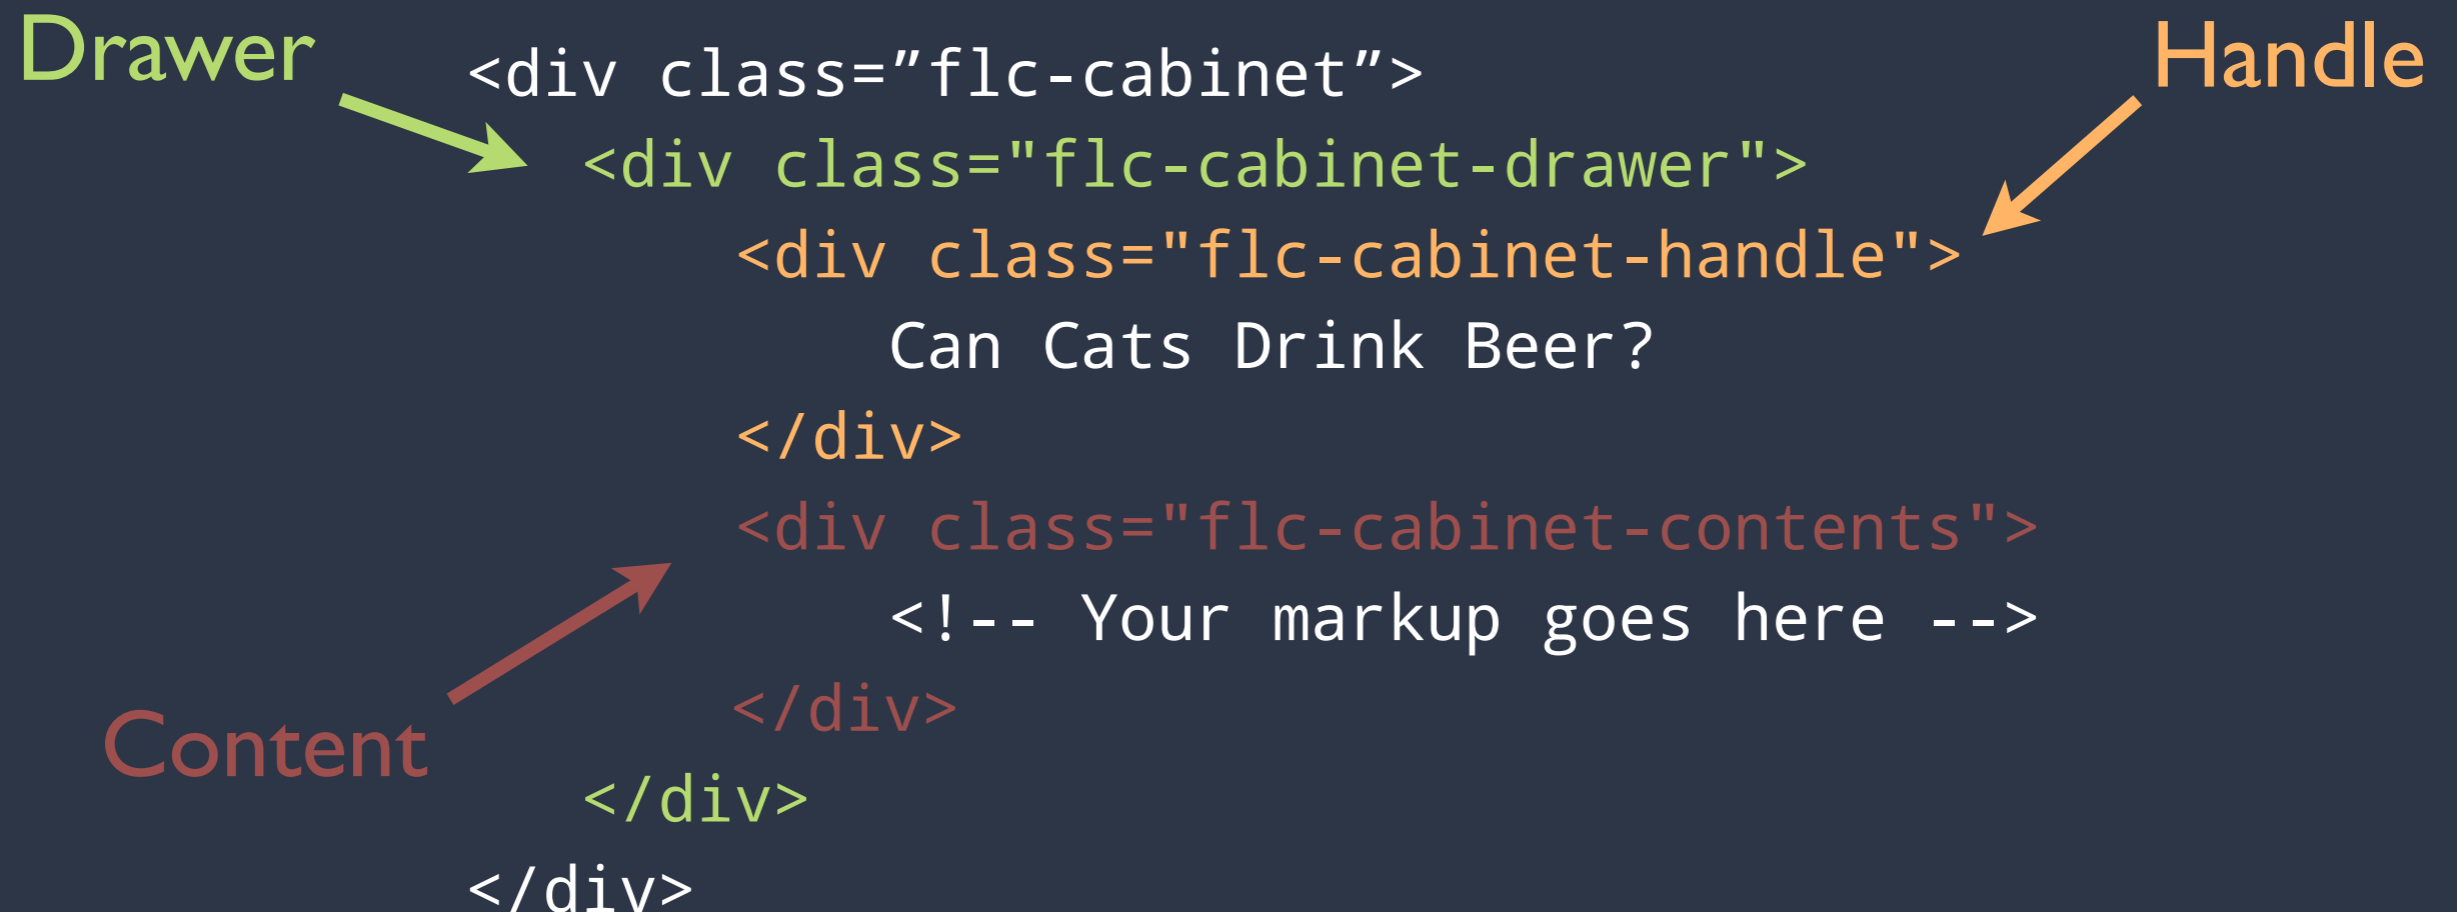 Drawer
Handle
<div class=”flc-cabinet”>
<div class="flc-cabinet-drawer">
<div class="flc-cabinet-handle">
Can Cats Drink Beer?
</div>
<div class="flc-cabinet-contents">
<!-- Your markup goes here -->
</div>
Content
</div>
</div>